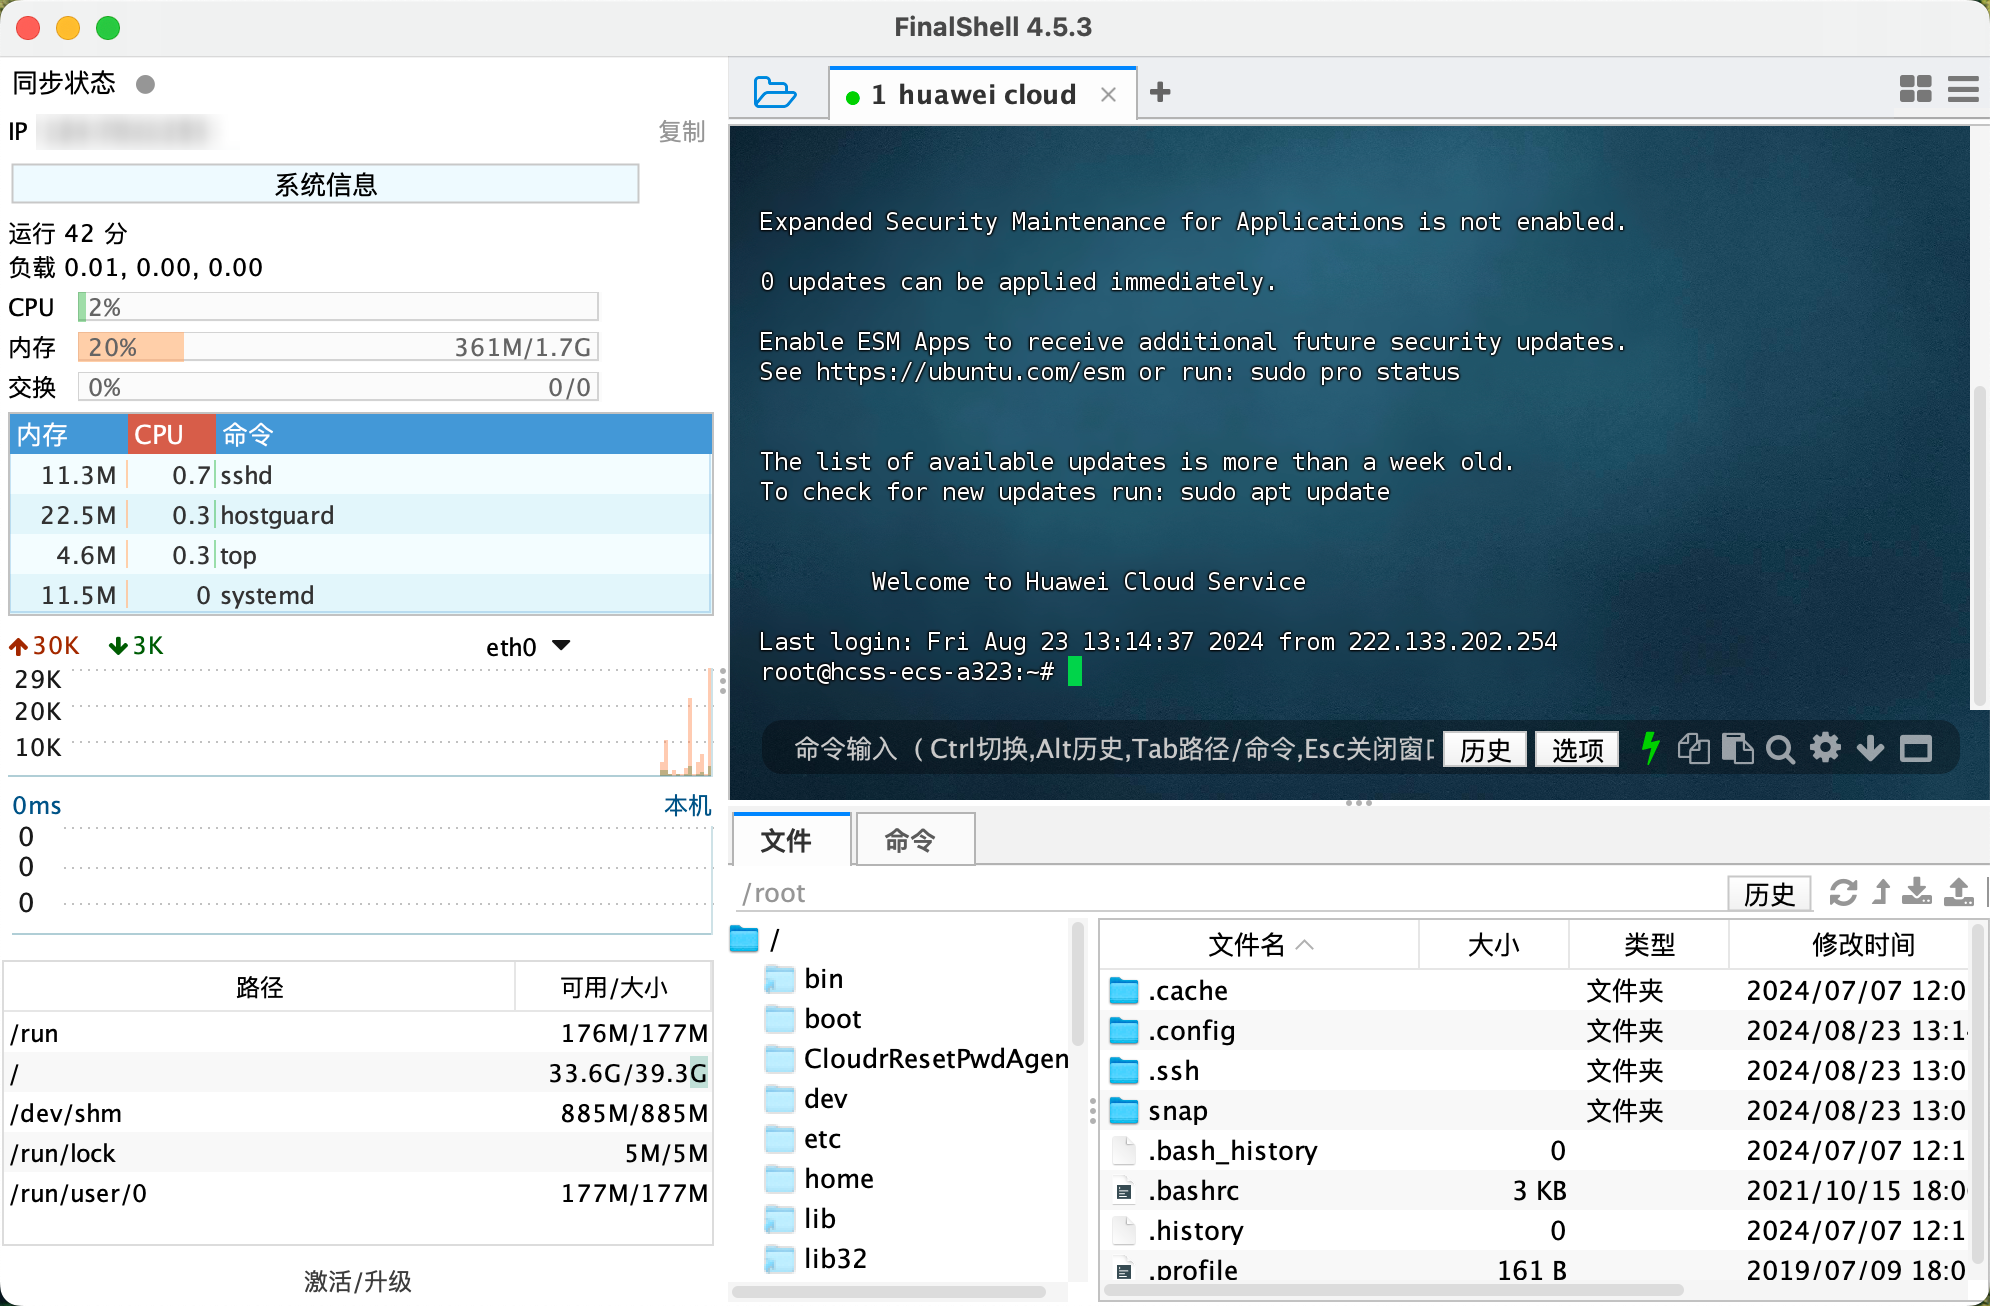 FinalShell 4.5.3
同步状态
IP
复制
系统信息
运行 42 分
负载 0.01, 0.00, 0.00
CPU 2%
内存 20% 361M/1.7G
交换 0% 0/0
内存 CPU 命令
11.3M 0.7 sshd
22.5M 0.3 hostguard
4.6M 0.3 top
11.5M 0 systemd
30K 3K eth0
29K
20K
10K
0ms 本机
0
0
0
路径 可用/大小
/run 176M/177M
/ 33.6G/39.3G
/dev/shm 885M/885M
/run/lock 5M/5M
/run/user/0 177M/177M
激活/升级
1 huawei cloud
Expanded Security Maintenance for Applications is not enabled.
0 updates can be applied immediately.
Enable ESM Apps to receive additional future security updates.
See https://ubuntu.com/esm or run: sudo pro status
The list of available updates is more than a week old.
To check for new updates run: sudo apt update
Welcome to Huawei Cloud Service
Last login: Fri Aug 23 13:14:37 2024 from 222.133.202.254
root@hcss-ecs-a323:~#
命令输入 (Ctrl切换,Alt历史,Tab路径/命令,Esc关闭窗 历史 选项
文件 命令
/root 历史
/
bin
boot
CloudrResetPwdAgen
dev
etc
home
lib
lib32
文件名 大小 类型 修改时间
.cache 文件夹 2024/07/07 12:0
.config 文件夹 2024/08/23 13:1
.ssh 文件夹 2024/08/23 13:0
snap 文件夹 2024/08/23 13:0
.bash_history 0 2024/07/07 12:1
.bashrc 3 KB 2021/10/15 18:0
.history 0 2024/07/07 12:1
.profile 161 B 2019/07/09 18:0